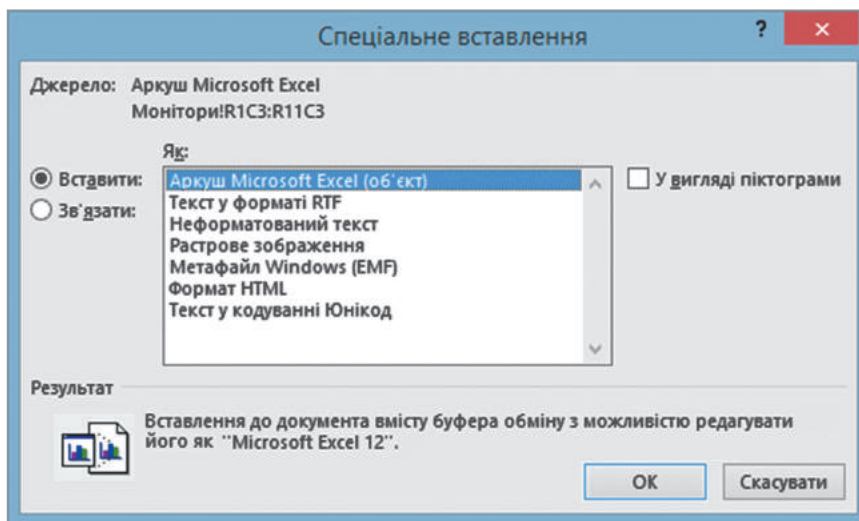 Спеціальне вставлення
?
Джерело: Аркуш Microsoft Excel
Монітори!R1C3:R11C3
Як:
Вставити:
Зв'язати:
Аркуш Microsoft Excel (об'єкт)
Текст у форматі RTF
Неформатований текст
Растрове зображення
Метафайл Windows (EMF)
Формат HTML
Текст у кодуванні Юнікод
У вигляді піктограми
Результат
Вставлення до документа вмісту буфера обміну з можливістю редагувати
його як "Microsoft Excel 12".
ОК
Скасувати